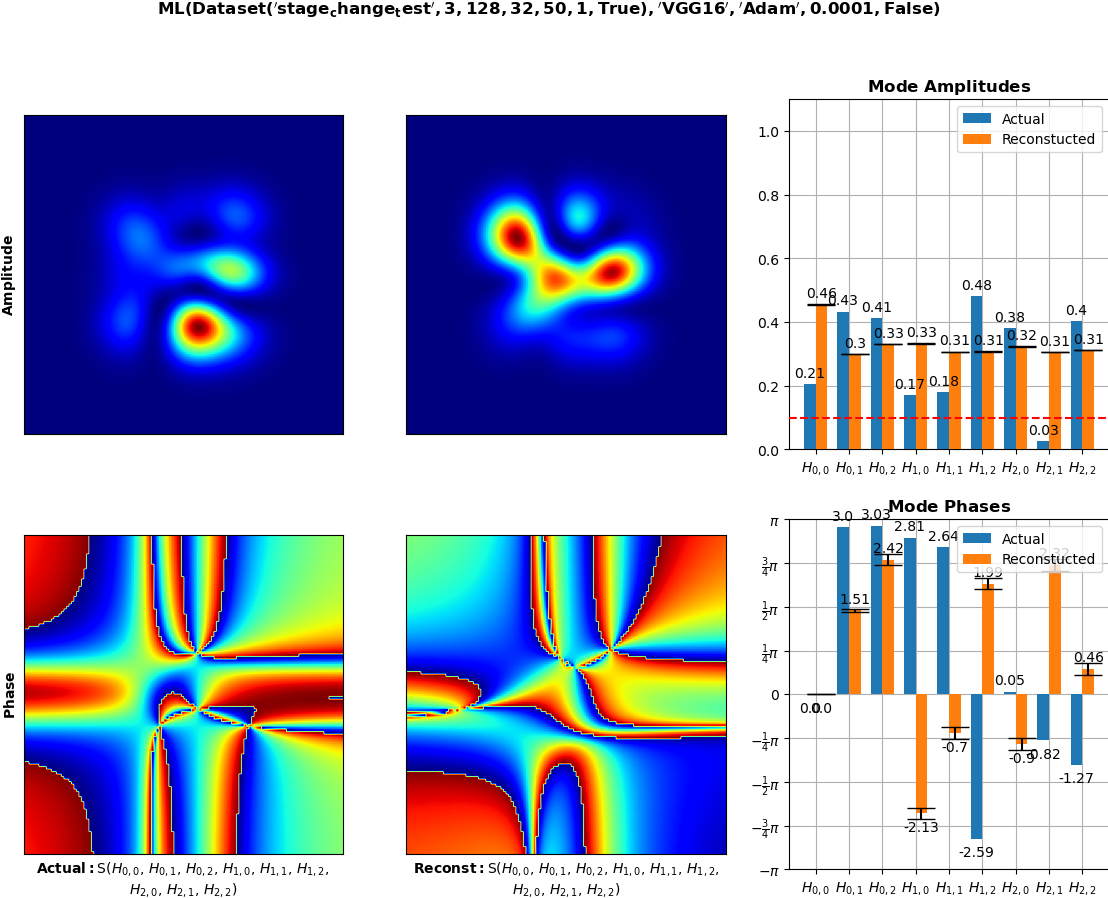 ML(Dataset('stage_change_test', 3, 128, 32, 50, 1, True), 'VGG16', 'Adam', 0.0001, False)
Amplitude
Mode Amplitudes
Actual
Reconstucted
1.0
0.8
0.6
0.4
0.2
0.0
0.21 0.46 0.43 0.3 0.41 0.33 0.17 0.33 0.18 0.31 0.48 0.31 0.38 0.32 0.03 0.31 0.4 0.31
H0,0 H0,1 H0,2 H1,0 H1,1 H1,2 H2,0 H2,1 H2,2
Phase
Actual: S(H0,0, H0,1, H0,2, H1,0, H1,1, H1,2,
H2,0, H2,1, H2,2)
Reconst: S(H0,0, H0,1, H0,2, H1,0, H1,1, H1,2,
H2,0, H2,1, H2,2)
Mode Phases
Actual
Reconstucted
π
3/4π
1/2π
1/4π
0
−1/4π
−1/2π
−3/4π
−π
0.0 0.0 3.0 1.51 3.03 2.42 2.81 -2.13 2.64 -0.7 -2.59 1.99 0.05 -0.9 -0.82 2.32 -1.27 0.46
H0,0 H0,1 H0,2 H1,0 H1,1 H1,2 H2,0 H2,1 H2,2